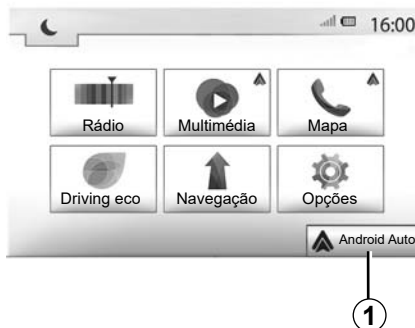 16:00
Rádio
Multimédia
Mapa
Driving eco
Navegação
Opções
Android Auto
1